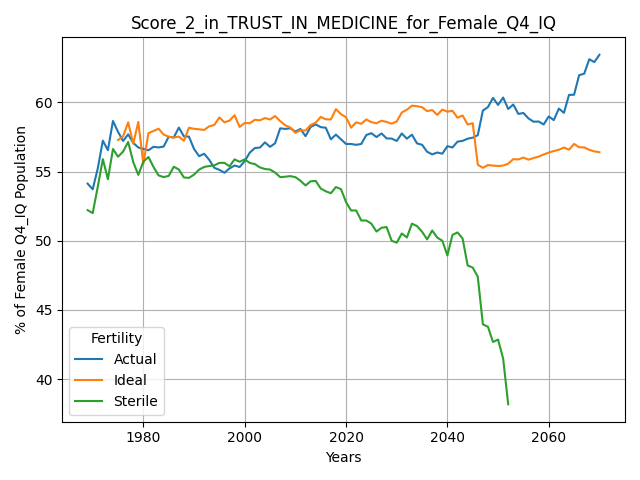 Score_2_in_TRUST_IN_MEDICINE_for_Female_Q4_IQ
% of Female Q4_IQ Population
60
55
50
45
40
Fertility
Actual
Ideal
Sterile
1980
2000
2020
2040
2060
Years